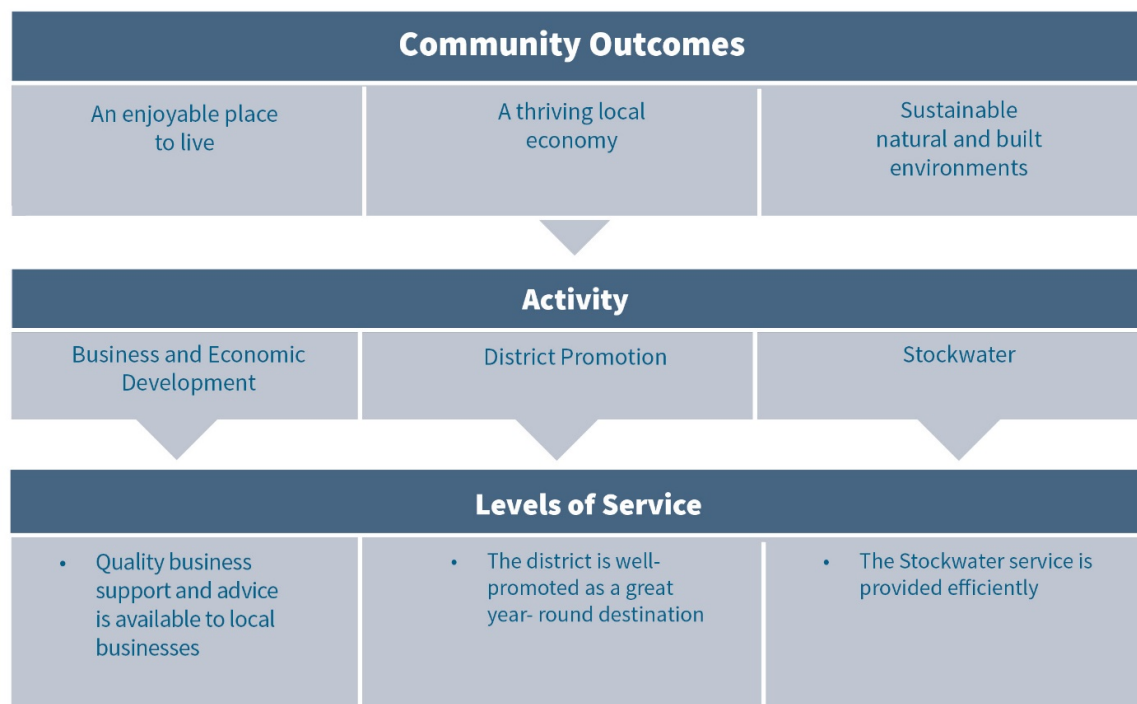 Community Outcomes
An enjoyable place
to live
A thriving local
economy
Sustainable
natural and built
environments
Activity
Business and Economic
Development
District Promotion
Stockwater
Levels of Service
• Quality business
support and advice
is available to local
businesses
• The district is well-
promoted as a great
year- round destination
• The Stockwater service is
provided efficiently